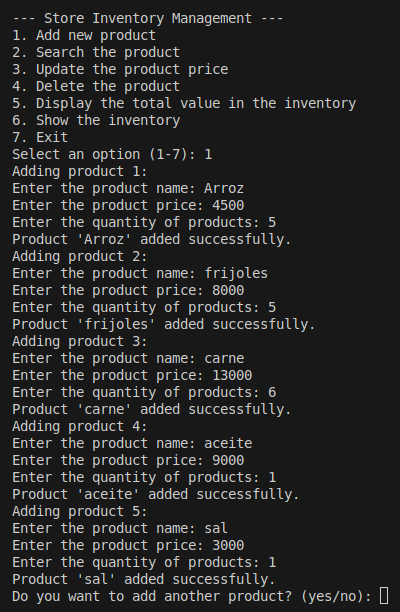 --- Store Inventory Management ---
1. Add new product
2. Search the product
3. Update the product price
4. Delete the product
5. Display the total value in the inventory
6. Show the inventory
7. Exit
Select an option (1-7): 1
Adding product 1:
Enter the product name: Arroz
Enter the product price: 4500
Enter the quantity of products: 5
Product 'Arroz' added successfully.
Adding product 2:
Enter the product name: frijoles
Enter the product price: 8000
Enter the quantity of products: 5
Product 'frijoles' added successfully.
Adding product 3:
Enter the product name: carne
Enter the product price: 13000
Enter the quantity of products: 6
Product 'carne' added successfully.
Adding product 4:
Enter the product name: aceite
Enter the product price: 9000
Enter the quantity of products: 1
Product 'aceite' added successfully.
Adding product 5:
Enter the product name: sal
Enter the product price: 3000
Enter the quantity of products: 1
Product 'sal' added successfully.
Do you want to add another product? (yes/no):